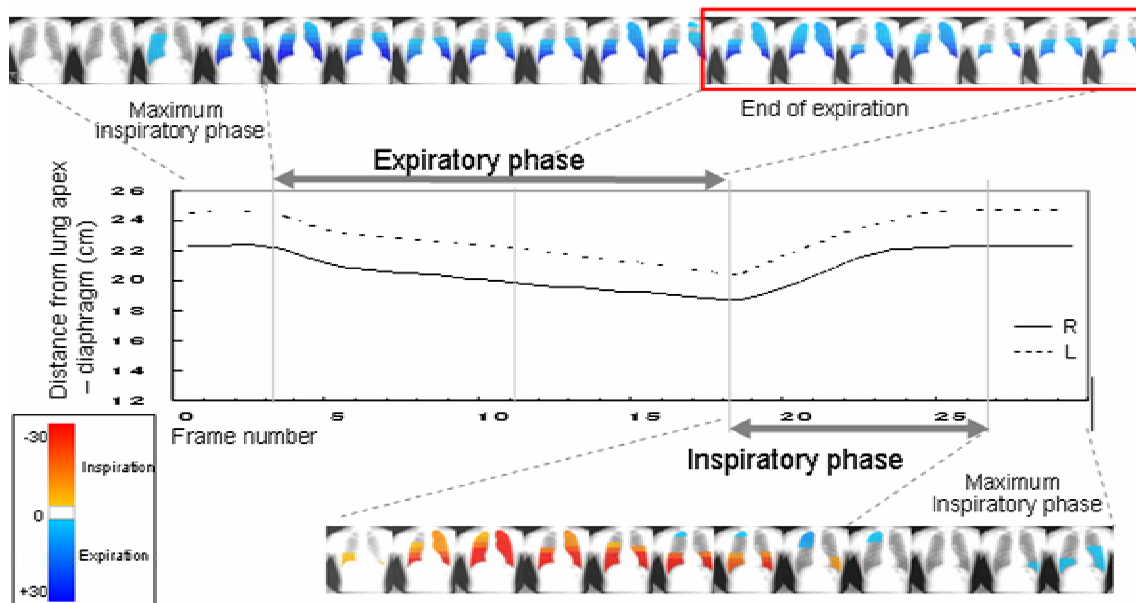 Maximum
inspiratory phase
End of expiration
Expiratory phase
Distance from lung apex
– diaphragm (cm)
26
24
22
20
18
16
14
12
R
L
0 5 10 15 20 25
Frame number
Inspiratory phase
Maximum
Inspiratory phase
-30
Inspiration
0
Expiration
+30